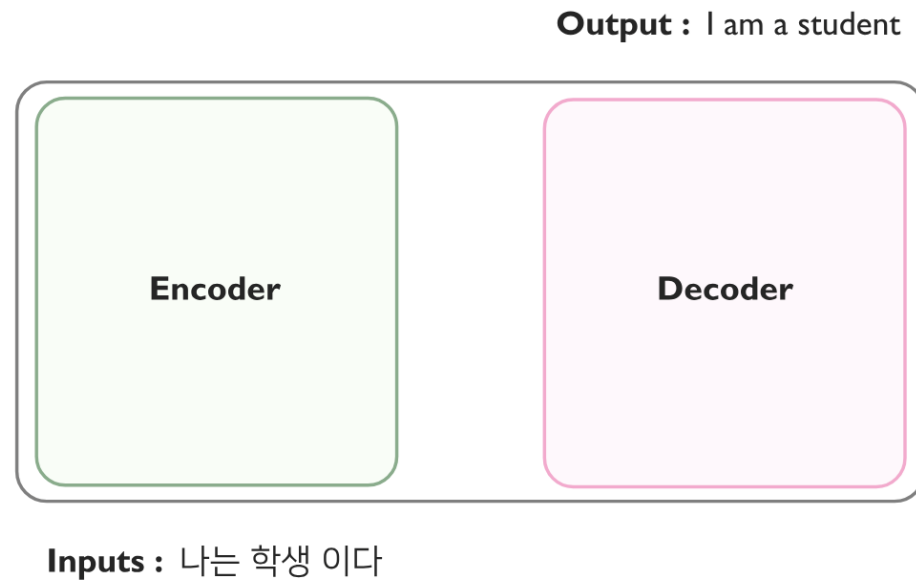 Output : I am a student
Encoder
Decoder
Inputs : 나는 학생 이다